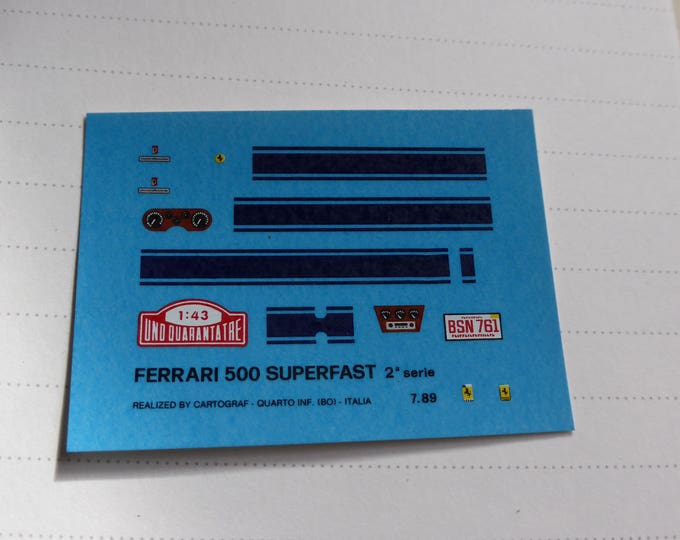 1:43
UNO QUARANTATRE
BSN 761
FERRARI 500 SUPERFAST 2ª serie
REALIZED BY CARTOGRAF - QUARTO INF. (BO) - ITALIA 7.89